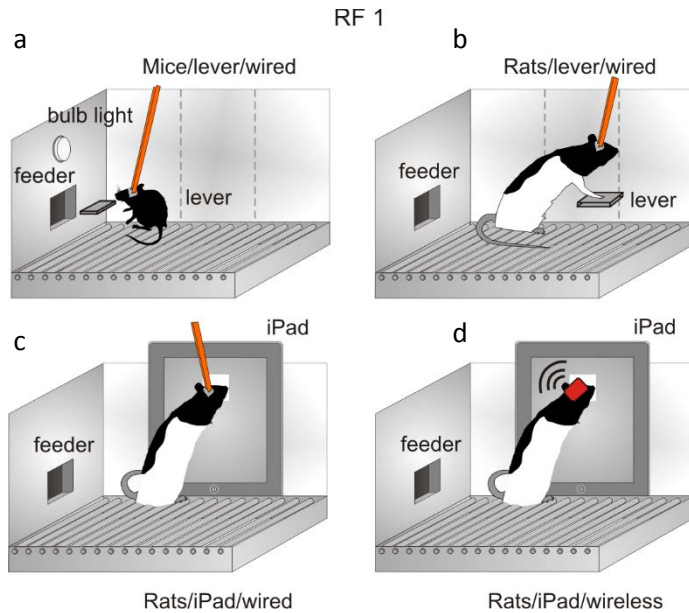 RF 1
a
Mice/lever/wired
bulb light
feeder
lever
b
Rats/lever/wired
feeder
lever
c
iPad
feeder
Rats/iPad/wired
d
iPad
feeder
Rats/iPad/wireless